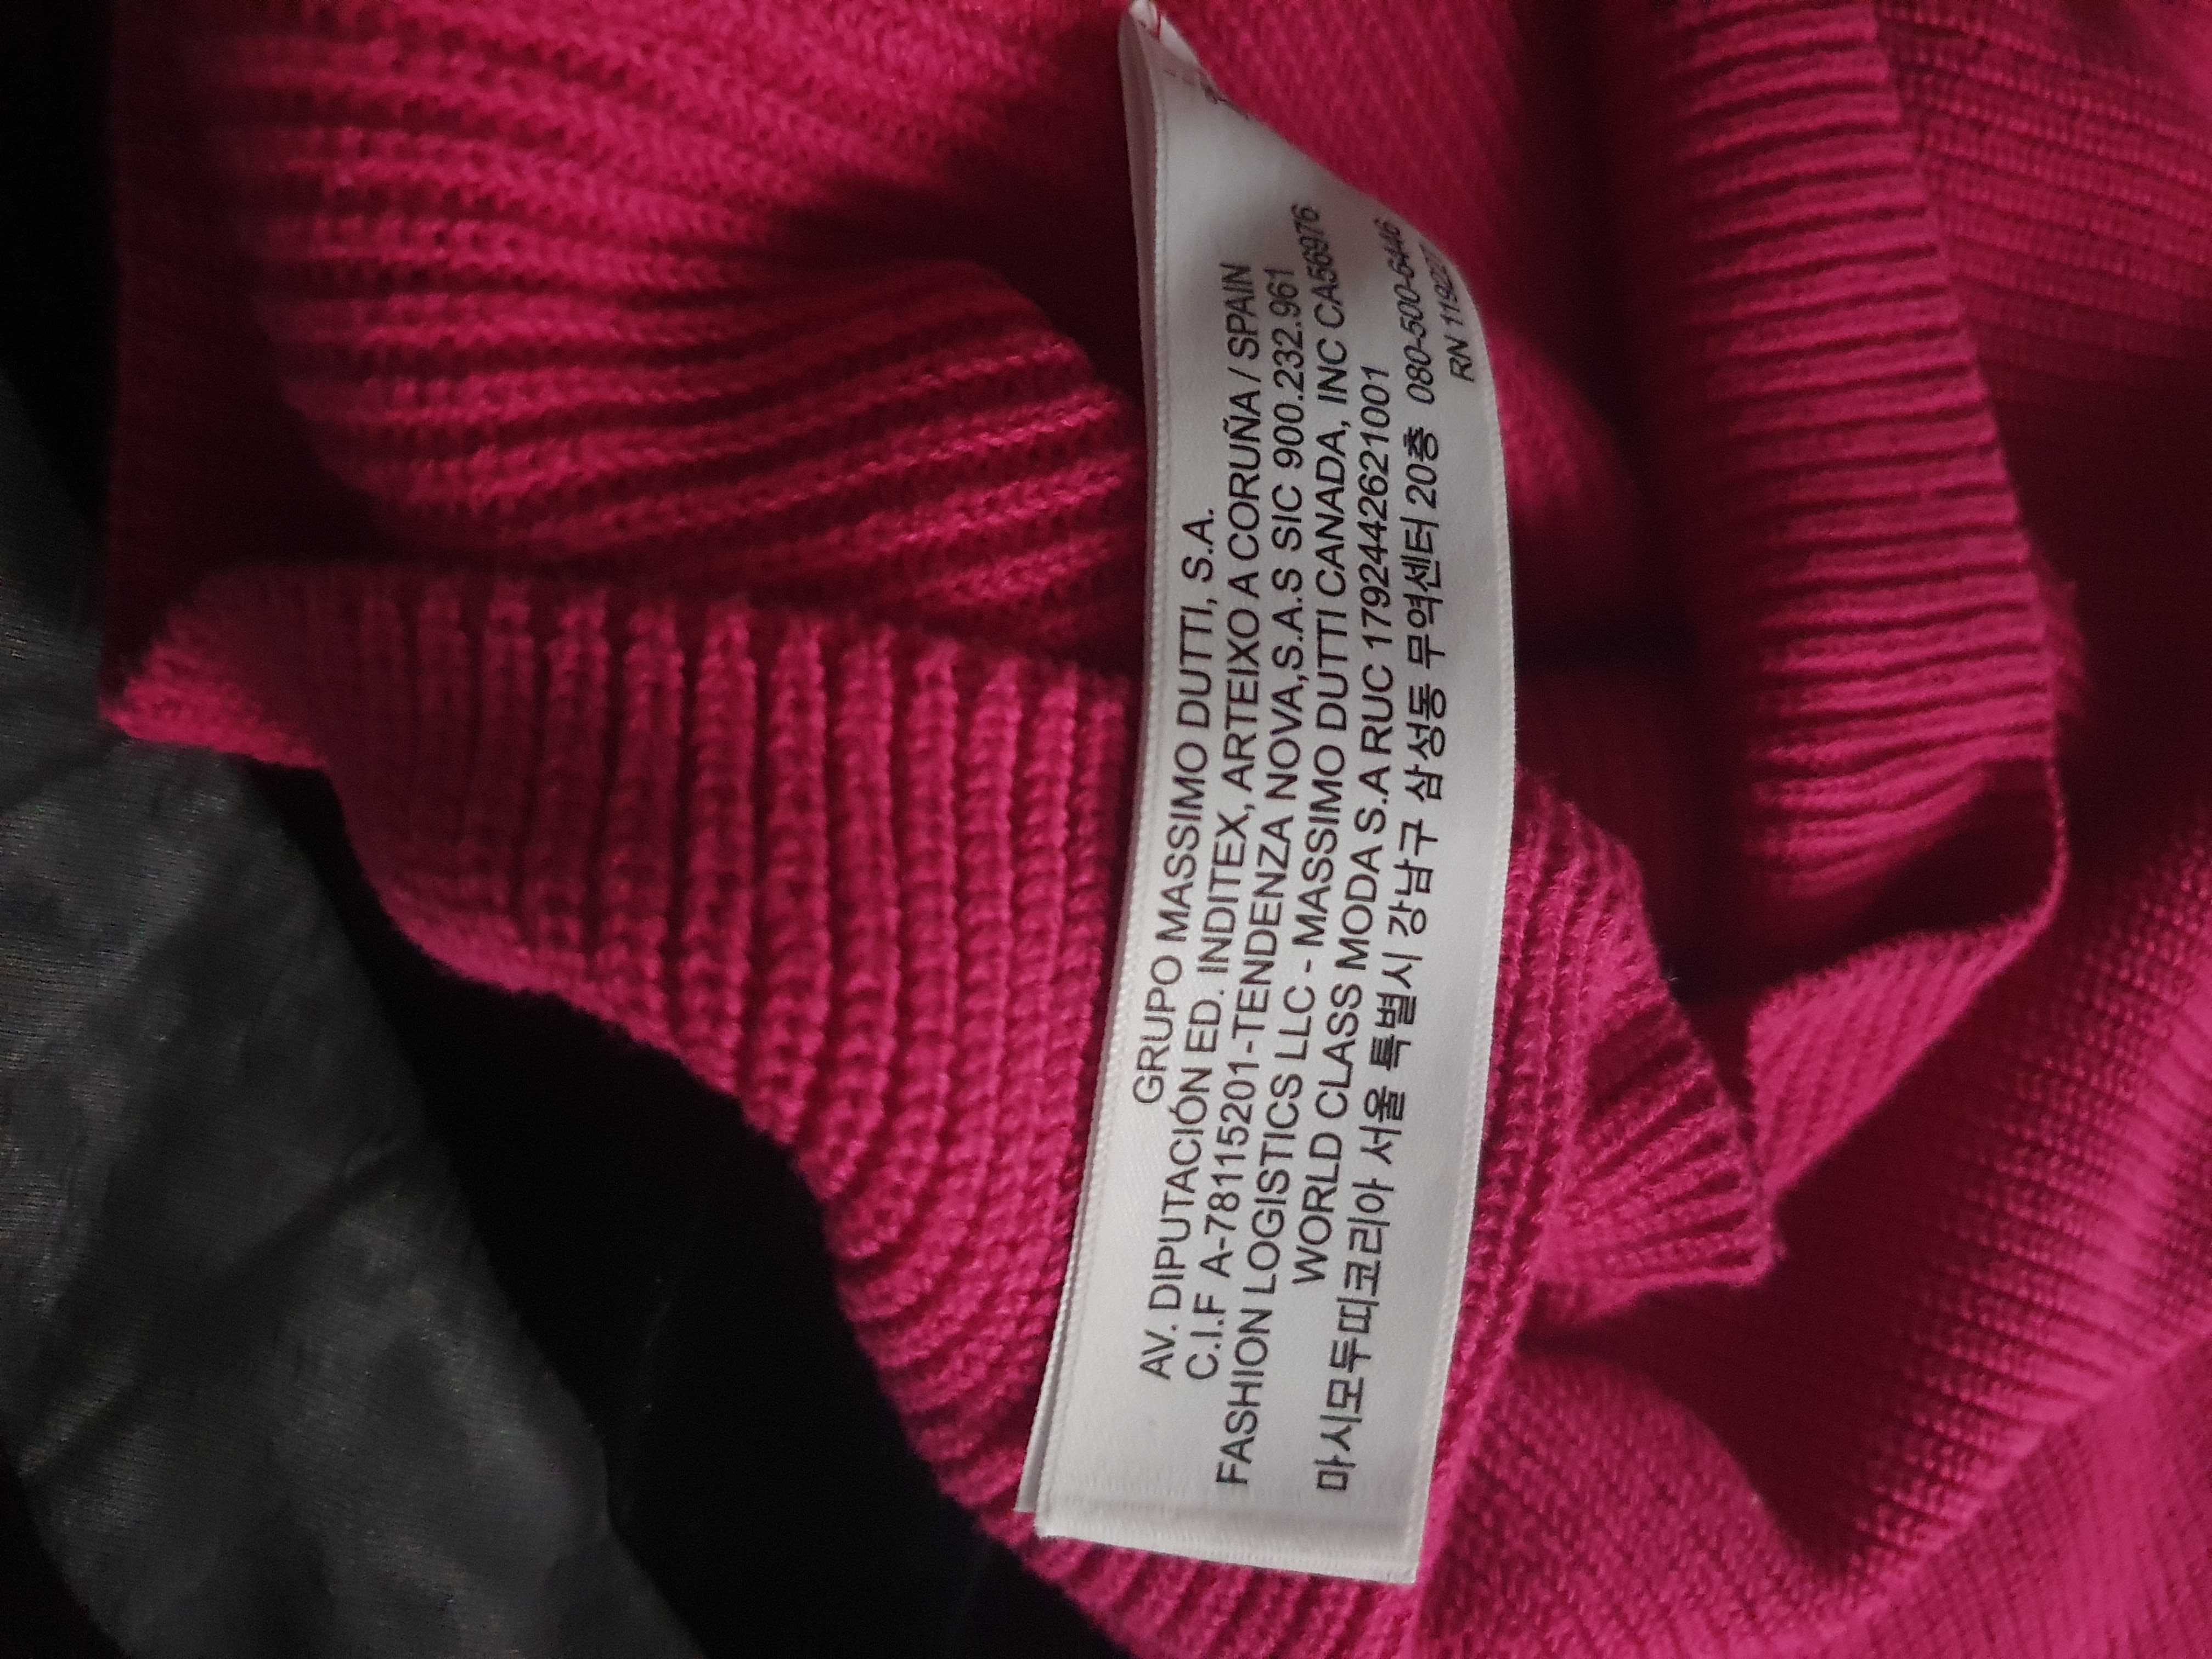 GRUPO MASSIMO DUTTI, S.A.
AV. DIPUTACIÓN ED. INDITEX, ARTEIXO A CORUÑA / SPAIN
C.I.F A-78115201-TENDENZA NOVA,S.A.S SIC 900.232.961
FASHION LOGISTICS LLC - MASSIMO DUTTI CANADA, INC CA56976
WORLD CLASS MODA S.A RUC 1792442621001
마시모두띠코리아 서울 특별시 강남구 삼성동 무역센터 20층 080-500-6446
RN 119227